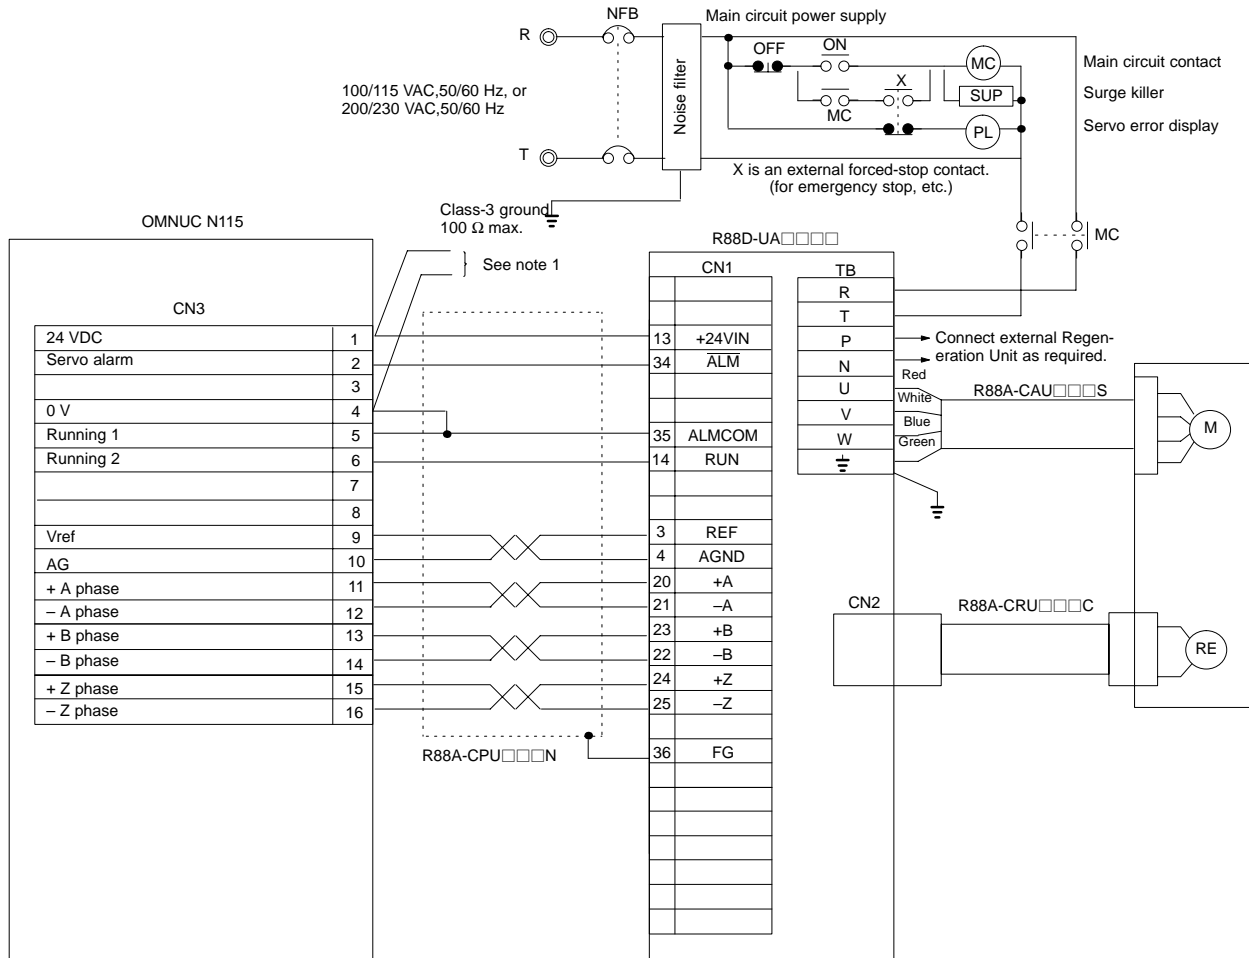 NFB
Main circuit power supply
R
OFF
ON
MC
Main circuit contact
X
100/115 VAC,50/60 Hz, or
200/230 VAC,50/60 Hz
Noise filter
SUP
Surge killer
MC
PL
Servo error display
T
X is an external forced-stop contact.
(for emergency stop, etc.)
Class-3 ground
100 Ω max.
OMNUC N115
MC
R88D-UA□□□□
See note 1
CN1
TB
CN3
R
T
P
N
U
V
W
Connect external Regen-
eration Unit as required.
Red
White
Blue
Green
R88A-CAU□□□S
M
24 VDC 1
Servo alarm 2
3
0 V 4
Running 1 5
Running 2 6
7
8
Vref 9
AG 10
+ A phase 11
– A phase 12
+ B phase 13
– B phase 14
+ Z phase 15
– Z phase 16
13 +24VIN
34 ALM
35 ALMCOM
14 RUN
3 REF
4 AGND
20 +A
21 –A
23 +B
22 –B
24 +Z
25 –Z
36 FG
R88A-CPU□□□N
CN2
R88A-CRU□□□C
RE